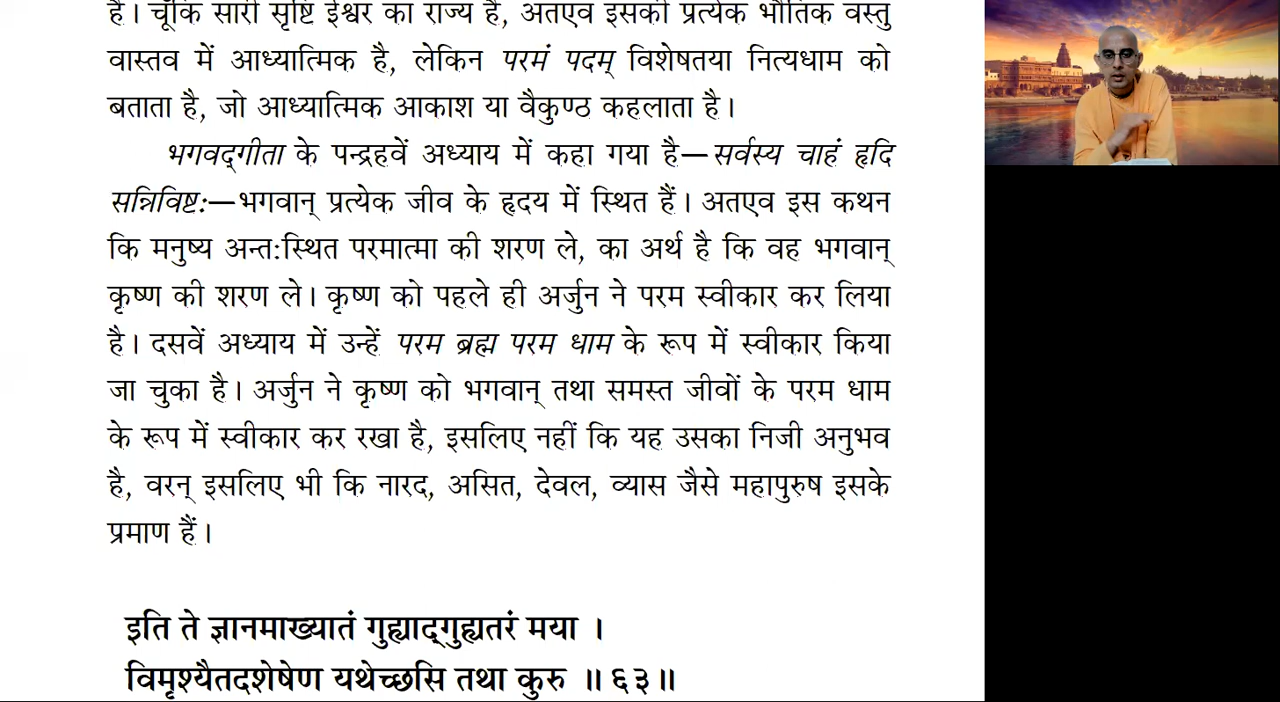 है। चूँकि सारी सृष्टि ईश्वर का राज्य है, अतएव इसकी प्रत्येक भौतिक वस्तु
वास्तव में आध्यात्मिक है, लेकिन परमं पदम् विशेषतया नित्यधाम को
बताता है, जो आध्यात्मिक आकाश या वैकुण्ठ कहलाता है।
भगवद्‌गीता के पन्द्रहवें अध्याय में कहा गया है—सर्वस्य चाहं हृदि
सन्निविष्टः—भगवान् प्रत्येक जीव के हृदय में स्थित हैं। अतएव इस कथन
कि मनुष्य अन्तःस्थित परमात्मा की शरण ले, का अर्थ है कि वह भगवान्
कृष्ण की शरण ले। कृष्ण को पहले ही अर्जुन ने परम स्वीकार कर लिया
है। दसवें अध्याय में उन्हें परम ब्रह्म परम धाम के रूप में स्वीकार किया
जा चुका है। अर्जुन ने कृष्ण को भगवान् तथा समस्त जीवों के परम धाम
के रूप में स्वीकार कर रखा है, इसलिए नहीं कि यह उसका निजी अनुभव
है, वरन् इसलिए भी कि नारद, असित, देवल, व्यास जैसे महापुरुष इसके
प्रमाण हैं।
इति ते ज्ञानमाख्यातं गुह्याद्‌गुह्यतरं मया ।
विमृश्यैतदशेषेण यथेच्छसि तथा कुरु ॥ ६३॥